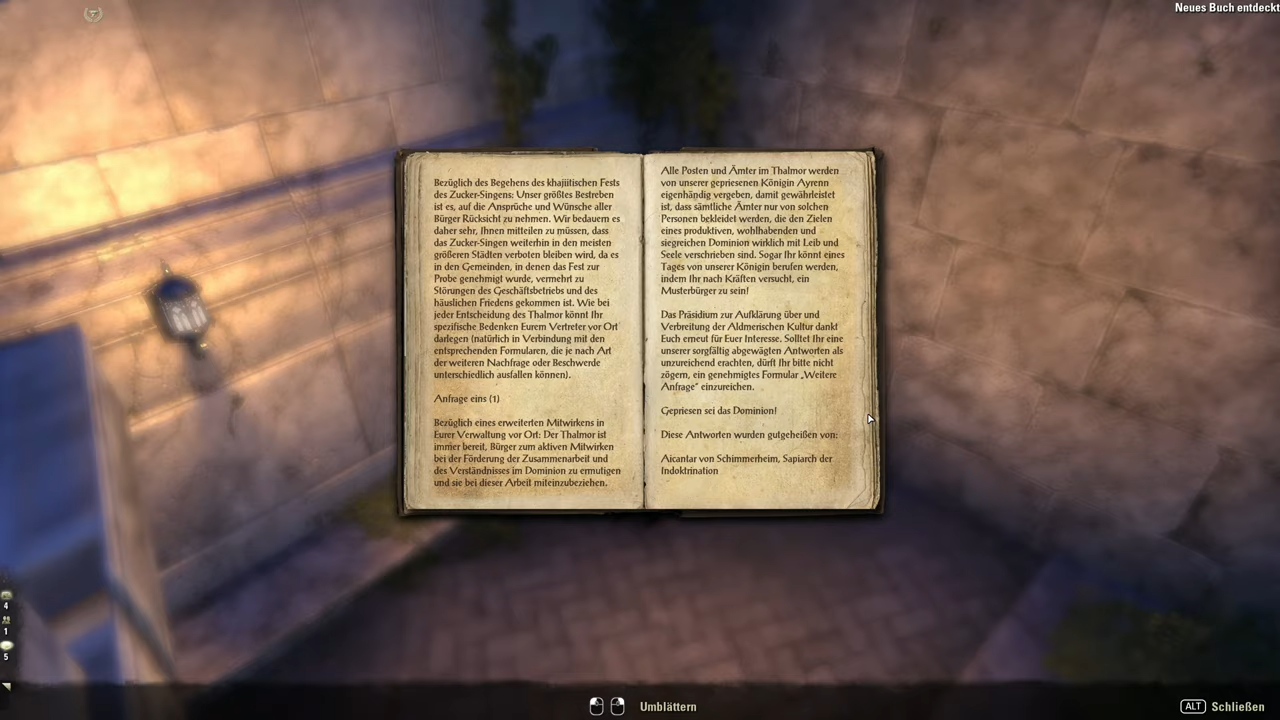 Neues Buch entdeckt
Bezüglich des Begehens des khajiitischen Fests
des Zucker-Singens: Unser größtes Bestreben
ist es, auf die Ansprüche und Wünsche aller
Bürger Rücksicht zu nehmen. Wir bedauern es
daher sehr, Ihnen mitteilen zu müssen, dass
das Zucker-Singen weiterhin in den meisten
größeren Städten verboten bleiben wird, da es
in den Gemeinden, in denen das Fest zur
Probe genehmigt wurde, vermehrt zu
Störungen des Geschäftsbetriebs und des
häuslichen Friedens gekommen ist. Wie bei
jeder Entscheidung des Thalmor könnt Ihr
spezifische Bedenken Eurem Vertreter vor Ort
darlegen (natürlich in Verbindung mit den
entsprechenden Formularen, die je nach Art
der weiteren Nachfrage oder Beschwerde
unterschiedlich ausfallen können).
Anfrage eins (1)
Bezüglich eines erweiterten Mitwirkens in
Eurer Verwaltung vor Ort: Der Thalmor ist
immer bereit, Bürger zum aktiven Mitwirken
bei der Förderung der Zusammenarbeit und
des Verständnisses im Dominion zu ermutigen
und sie bei dieser Arbeit miteinzubeziehen.
Alle Posten und Ämter im Thalmor werden
von unserer gepriesenen Königin Ayrenn
eigenhändig vergeben, damit gewährleistet
ist, dass sämtliche Ämter nur von solchen
Personen bekleidet werden, die den Zielen
eines produktiven, wohlhabenden und
siegreichen Dominion wirklich mit Leib und
Seele verschrieben sind. Sogar Ihr könnt eines
Tages von unserer Königin berufen werden,
indem Ihr nach Kräften versucht, ein
Musterbürger zu sein!
Das Präsidium zur Aufklärung über und
Verbreitung der Aldmerischen Kultur dankt
Euch erneut für Euer Interesse. Solltet Ihr eine
unserer sorgfältig abgewägten Antworten als
unzureichend erachten, dürft Ihr bitte nicht
zögern, ein genehmigtes Formular „Weitere
Anfrage“ einzureichen.
Gepriesen sei das Dominion!
Diese Antworten wurden gutgeheißen von:
Aicantar von Schimmerheim, Sapiarch der
Indoktrination
4
1
5
Umblättern
ALT Schließen